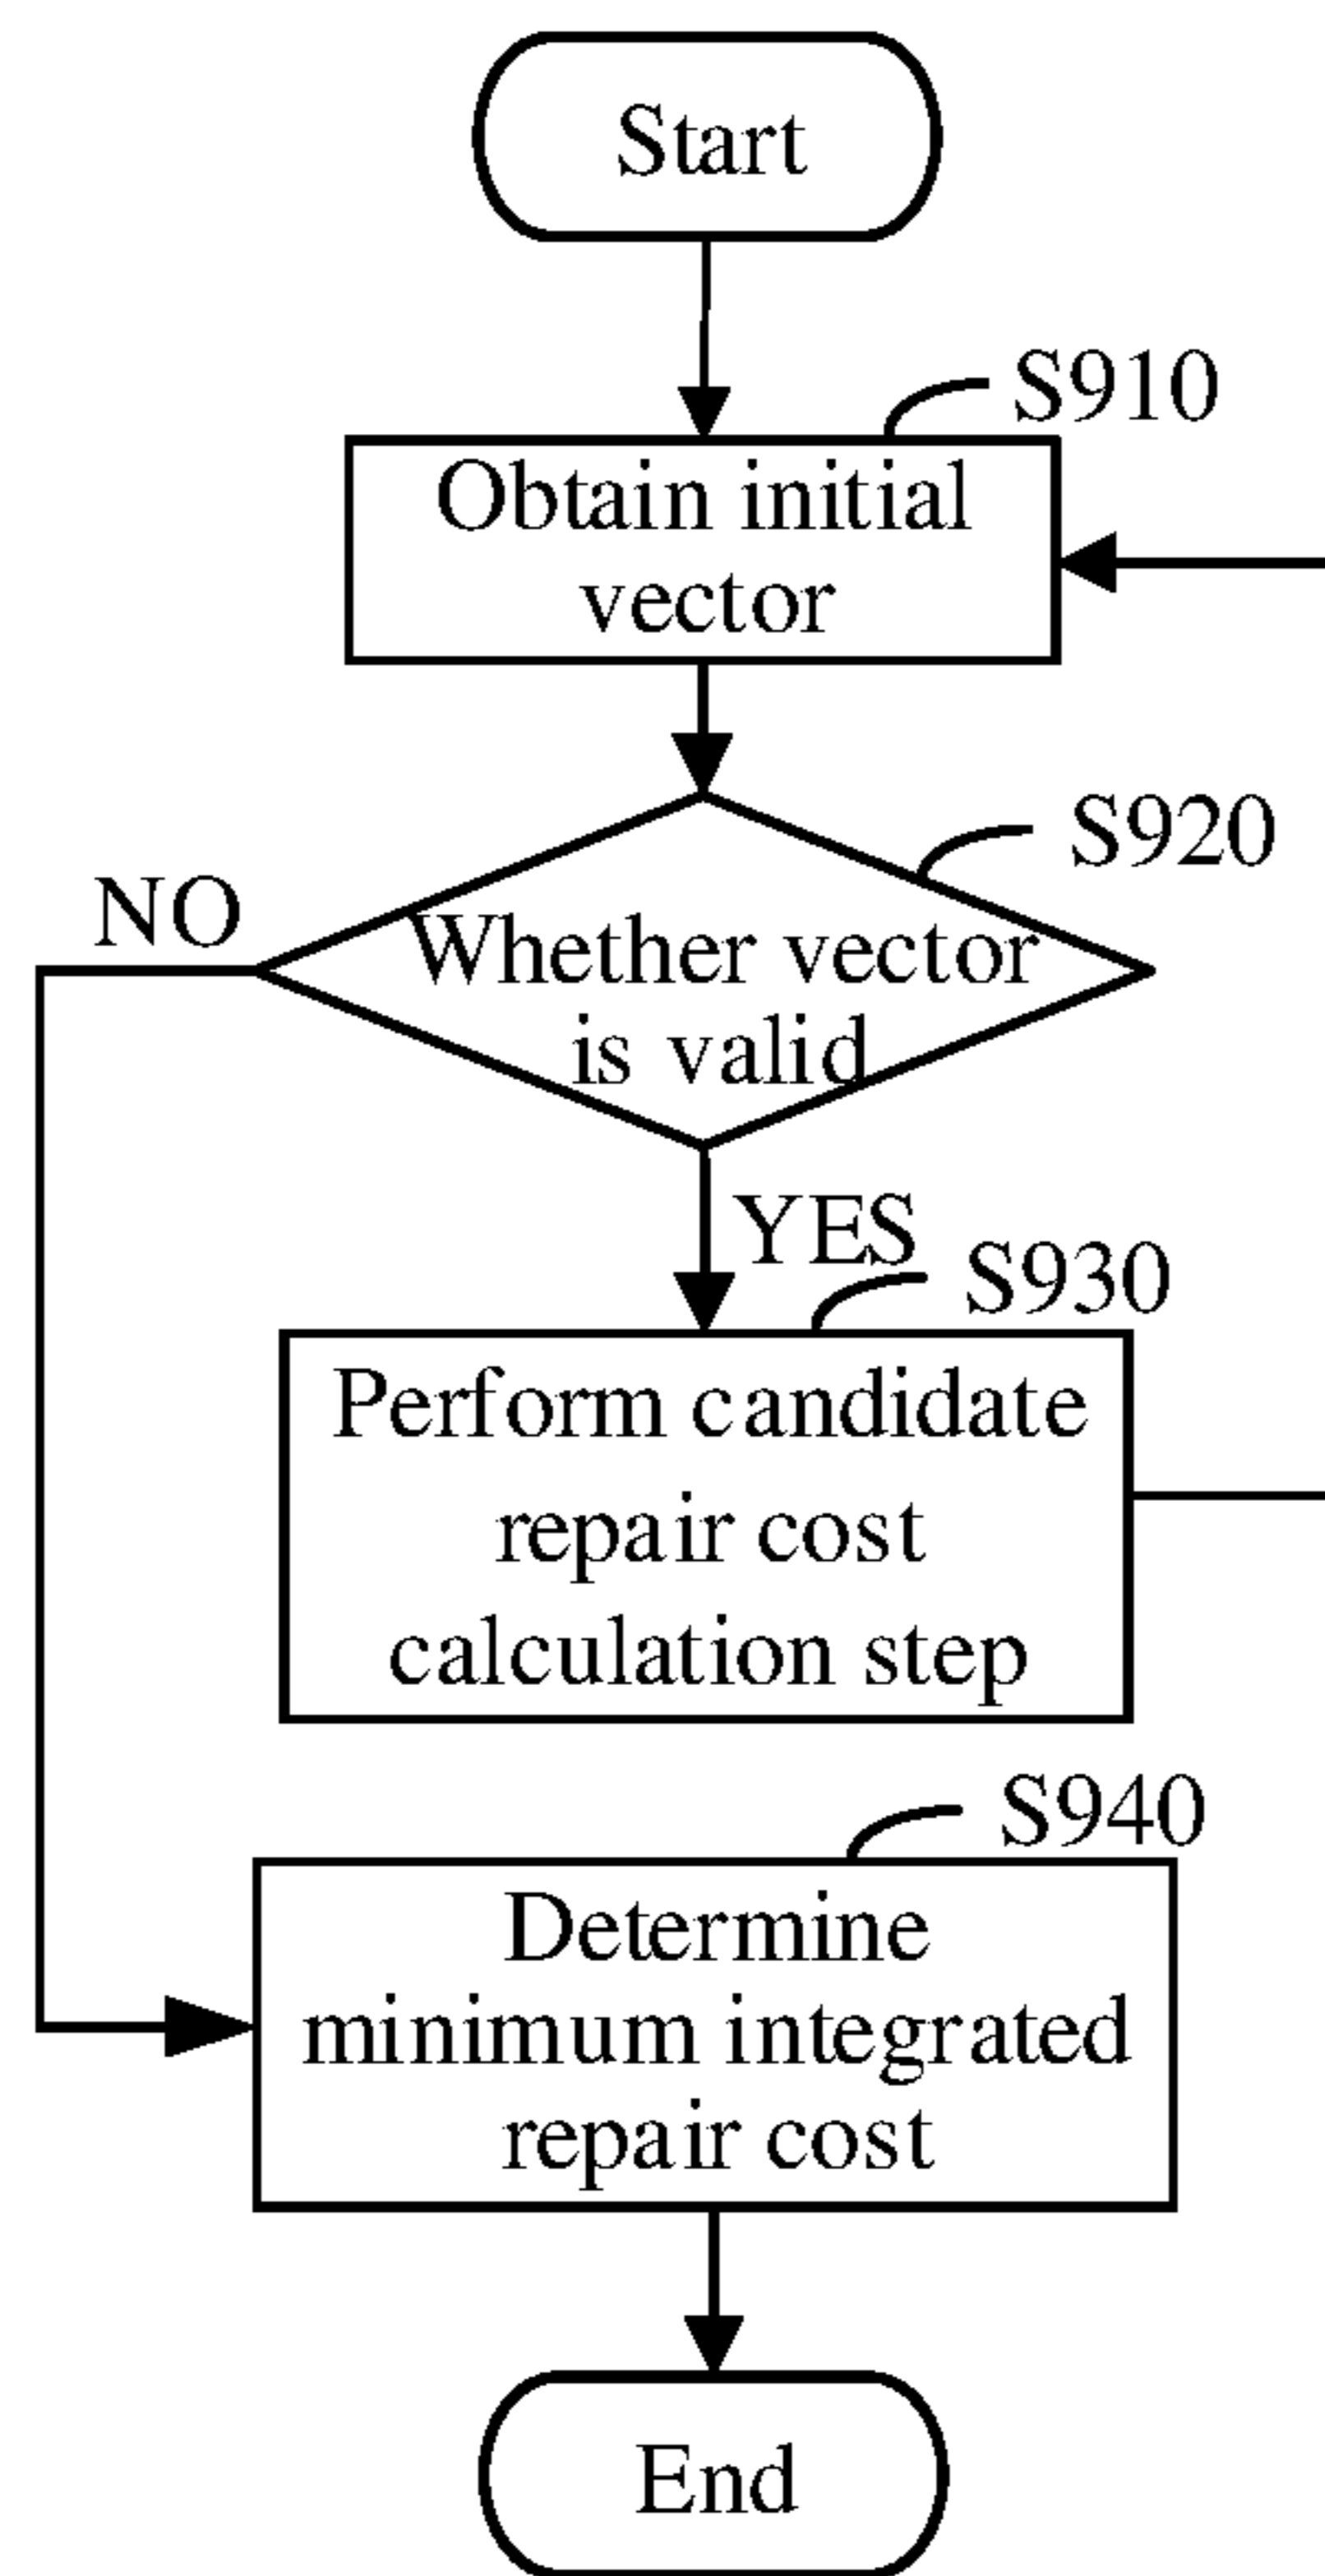 Start
S910
Obtain initial
vector
S920
NO
Whether vector
is valid
YES
S930
Perform candidate
repair cost
calculation step
S940
Determine
minimum integrated
repair cost
End